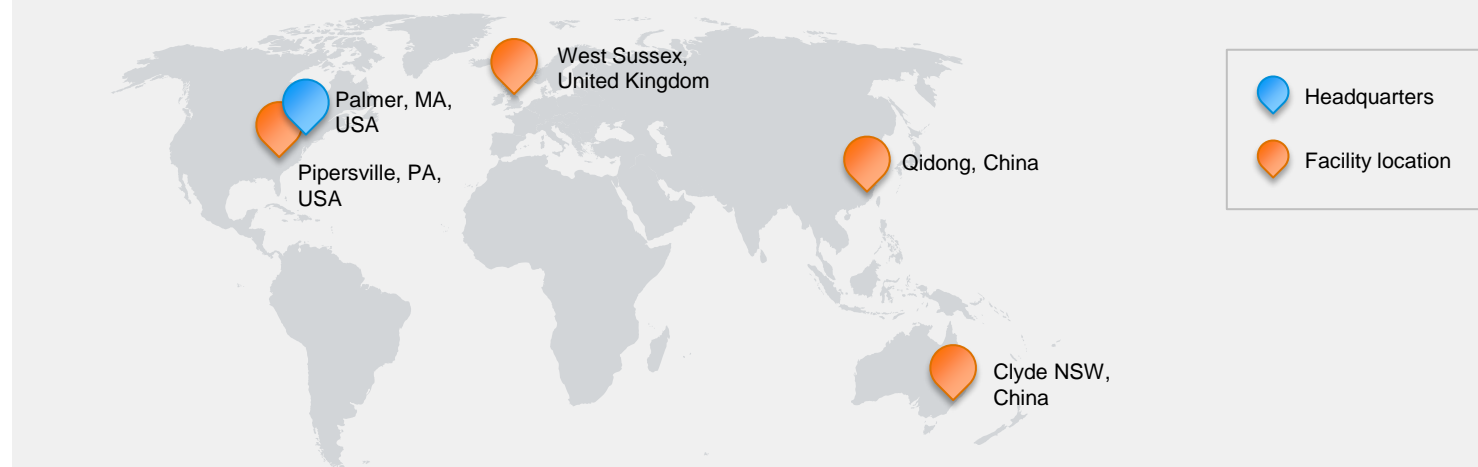 West Sussex,
United Kingdom
Palmer, MA,
USA
Pipersville, PA,
USA
Qidong, China
Clyde NSW,
China
Headquarters
Facility location